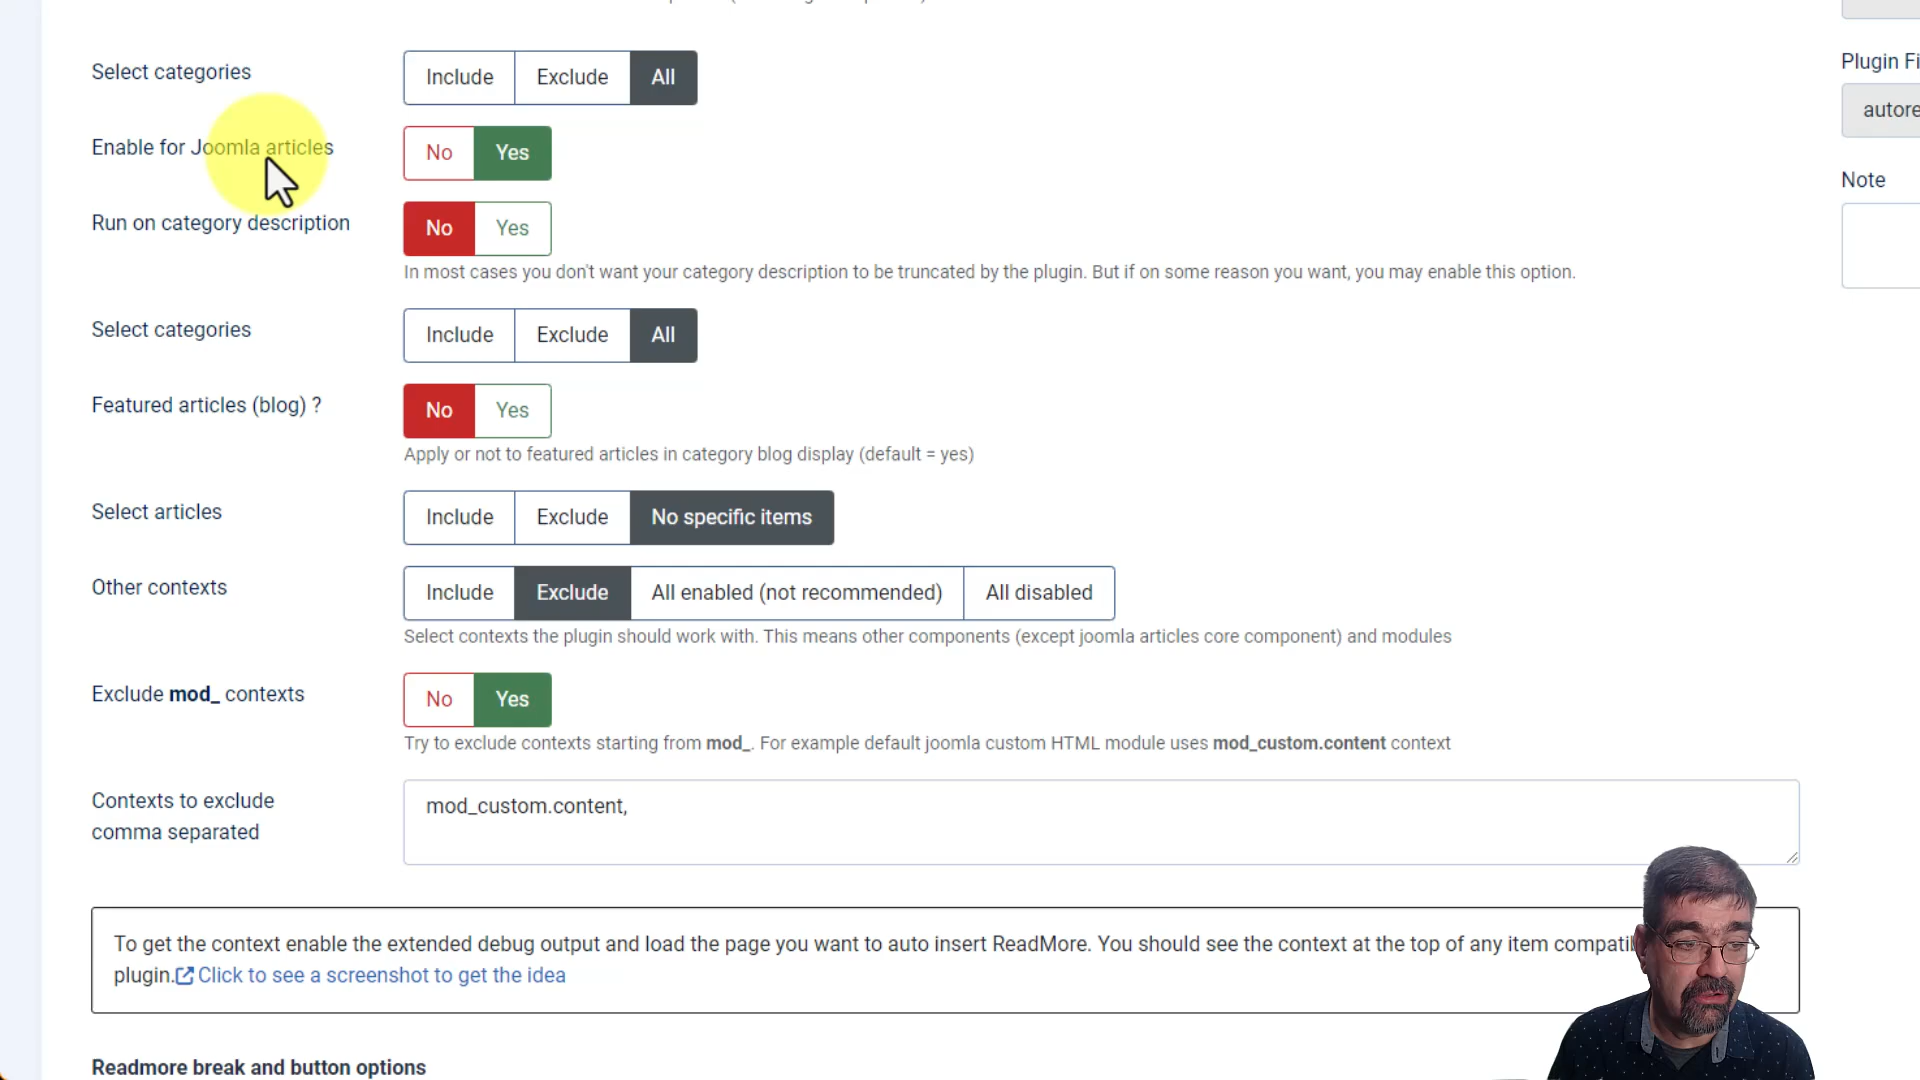 Select categories
Include Exclude All
Plugin Fi
autore
Enable for Joomla articles
No Yes
Note
Run on category description
No Yes
In most cases you don't want your category description to be truncated by the plugin. But if on some reason you want, you may enable this option.
Select categories
Include Exclude All
Featured articles (blog) ?
No Yes
Apply or not to featured articles in category blog display (default = yes)
Select articles
Include Exclude No specific items
Other contexts
Include Exclude All enabled (not recommended) All disabled
Select contexts the plugin should work with. This means other components (except joomla articles core component) and modules
Exclude mod_ contexts
No Yes
Try to exclude contexts starting from mod_. For example default joomla custom HTML module uses mod_custom.content context
Contexts to exclude
comma separated
mod_custom.content,
To get the context enable the extended debug output and load the page you want to auto insert ReadMore. You should see the context at the top of any item compati
plugin. Click to see a screenshot to get the idea
Readmore break and button options